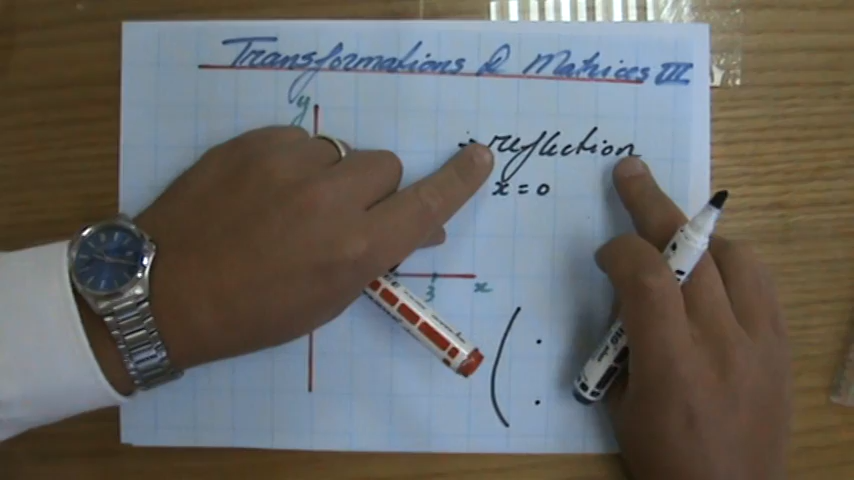 Transformations & Matrices III
y
→ reflection
x = 0
3 x